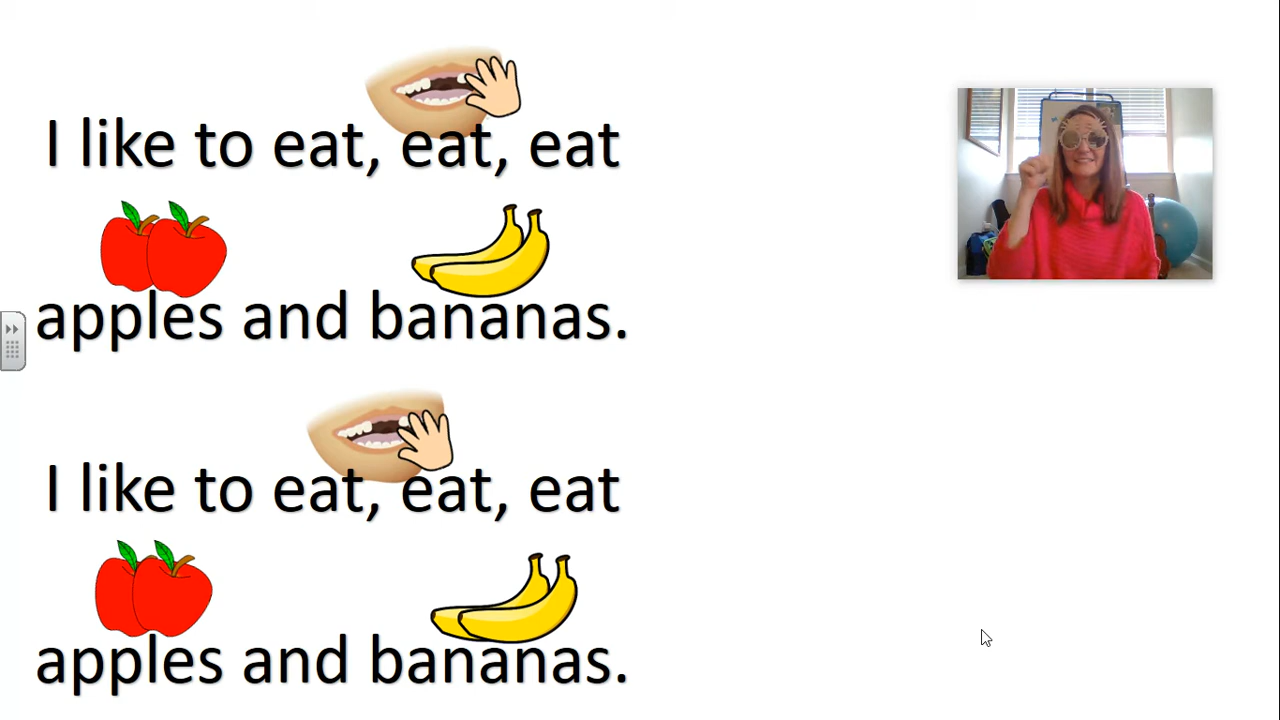 I like to eat, eat, eat
apples and bananas.
I like to eat, eat, eat
apples and bananas.